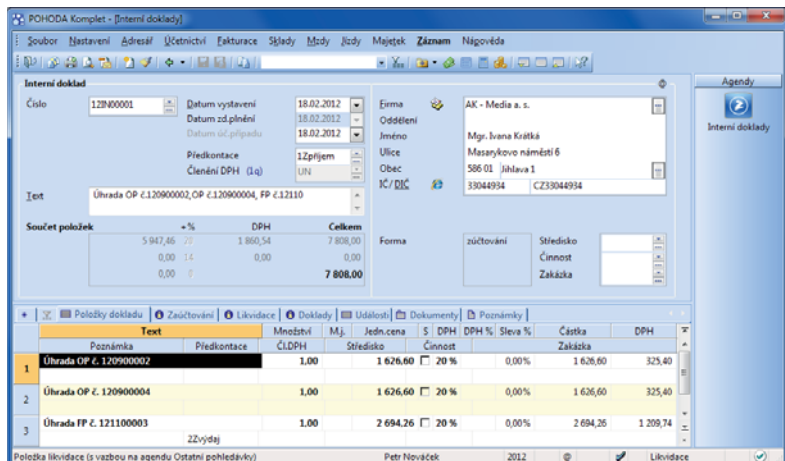 POHODA Komplet - [Interní doklady]
Soubor Nastavení Adresář Účetnictví Fakturace Sklady Mzdy Jízdy Majetek Záznam Nápověda
Interní doklad
Agendy
Interní doklady
Číslo 12IN00001 Datum vystavení 18.02.2012 Firma AK - Media a. s.
Datum zd.plnění 18.02.2012 Oddělení
Datum úč.případu 18.02.2012 Jméno Mgr. Ivana Krátká
Ulice Masarykovo náměstí 6
Předkontace 1Zpříjem Obec 586 01 Jihlava 1
Členění DPH (1q) UN IČ/DIČ 33044934 CZ33044934
Text Úhrada OP č.120900002,OP č.120900004, FP č.12110
Součet položek +% DPH Celkem
5 947,46 20 1 860,54 7 808,00 Forma zúčtování Středisko
0,00 14 0,00 0,00 Činnost
0,00 0 7 808,00 Zakázka
Položky dokladu Zaúčtování Likvidace Doklady Události Dokumenty Poznámky
Text Množství M.j. Jedn.cena S DPH DPH % Sleva % Částka DPH
Poznámka Předkontace Čl.DPH Středisko Činnost Zakázka
1 Úhrada OP č. 120900002 1,00 1 626,60 20 % 0,00% 1 626,60 325,40
2 Úhrada OP č. 120900004 1,00 1 626,60 20 % 0,00% 1 626,60 325,40
3 Úhrada FP č. 121100003 1,00 2 694,26 20 % 0,00% 2 694,26 1 209,74
2Zvýdaj
Položka likvidace (s vazbou na agendu Ostatní pohledávky) Petr Nováček 2012 @ Likvidace